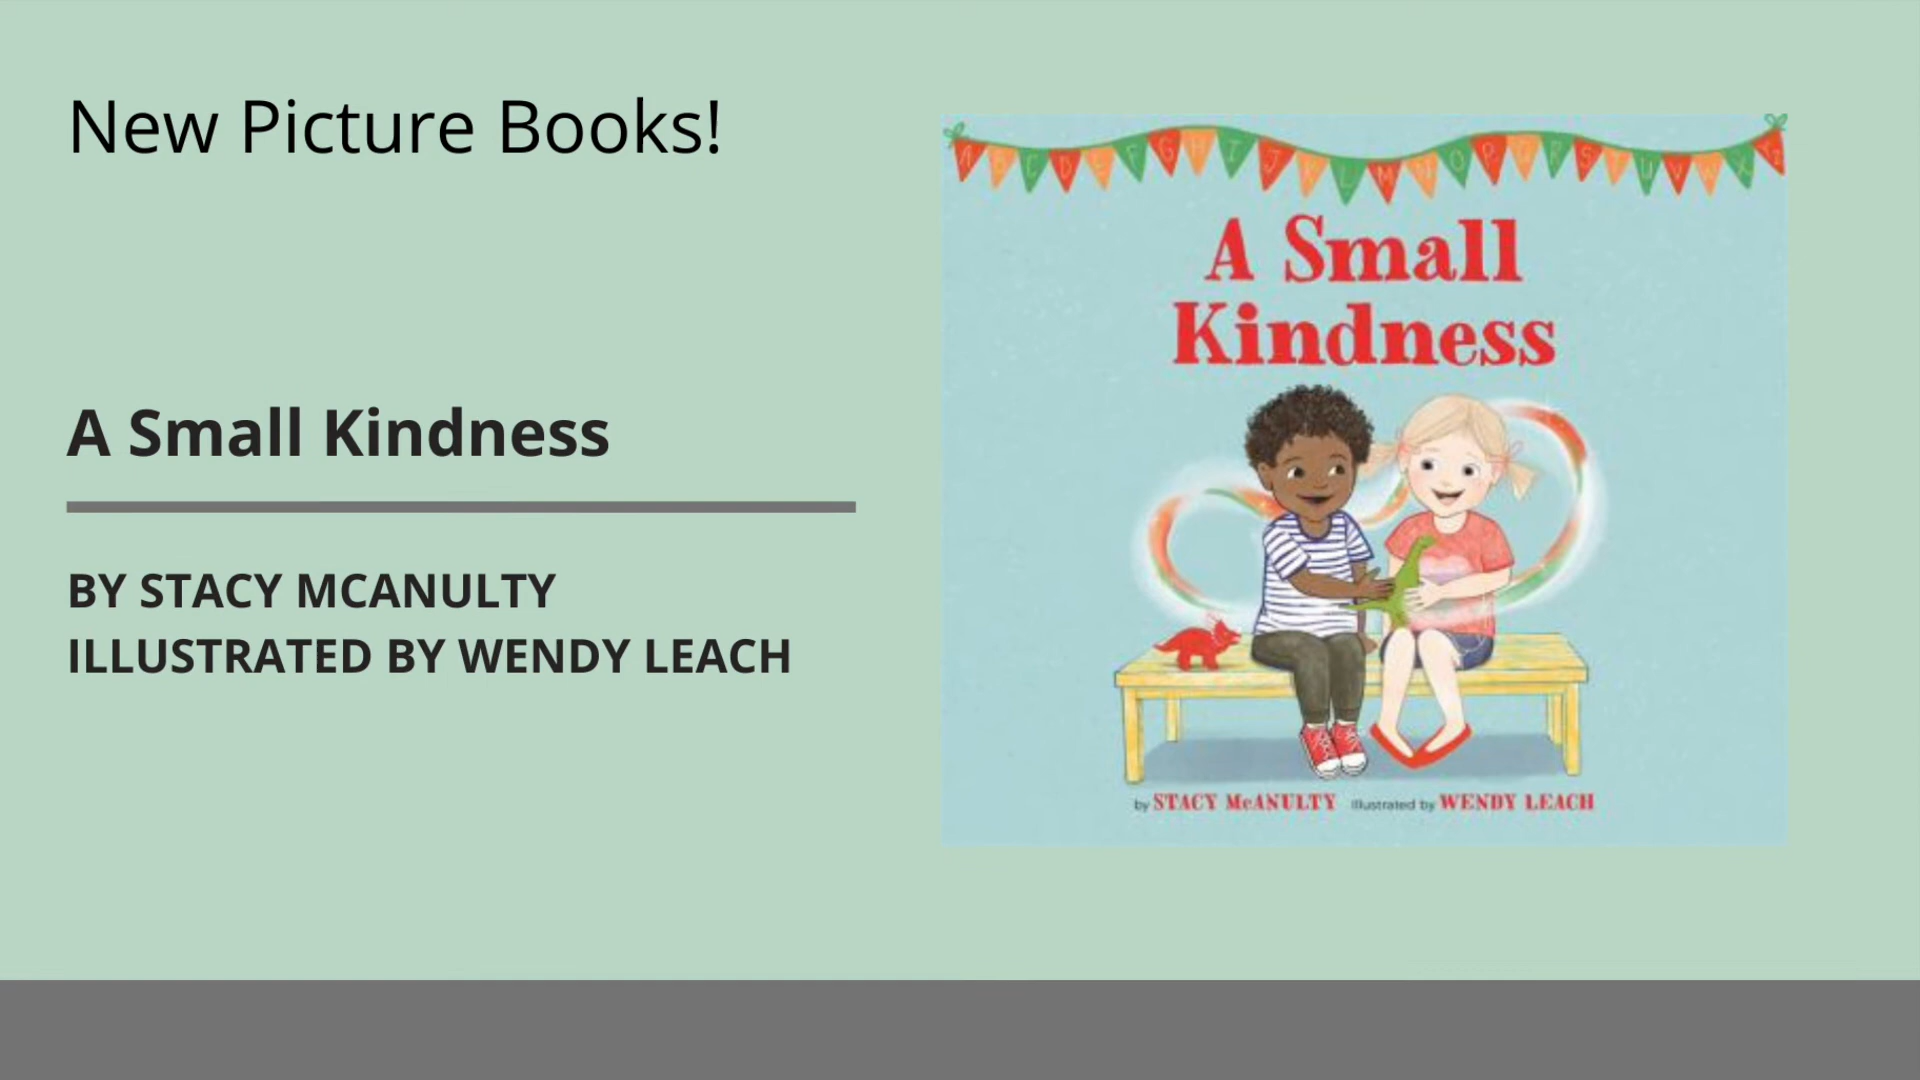 New Picture Books!
A Small Kindness
BY STACY MCANULTY
ILLUSTRATED BY WENDY LEACH
A B C D E F G H I J K L M N O P Q R S T U V W X Y Z
A Small
Kindness
by STACY McANULTY Illustrated by WENDY LEACH